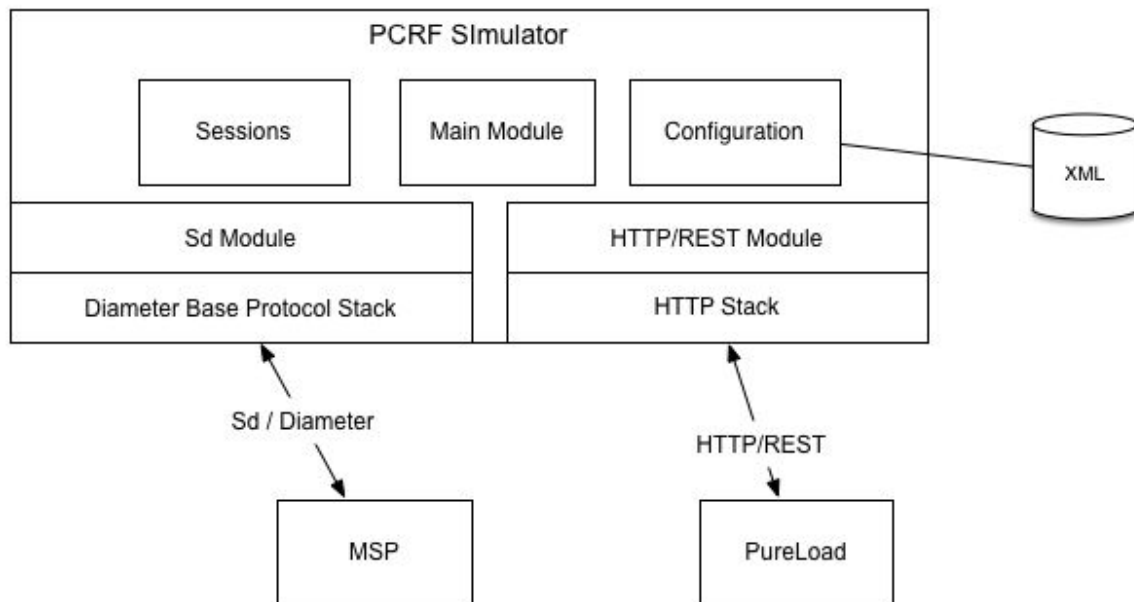 PCRF SImulator
Sessions
Main Module
Configuration
XML
Sd Module
HTTP/REST Module
Diameter Base Protocol Stack
HTTP Stack
Sd / Diameter
HTTP/REST
MSP
PureLoad